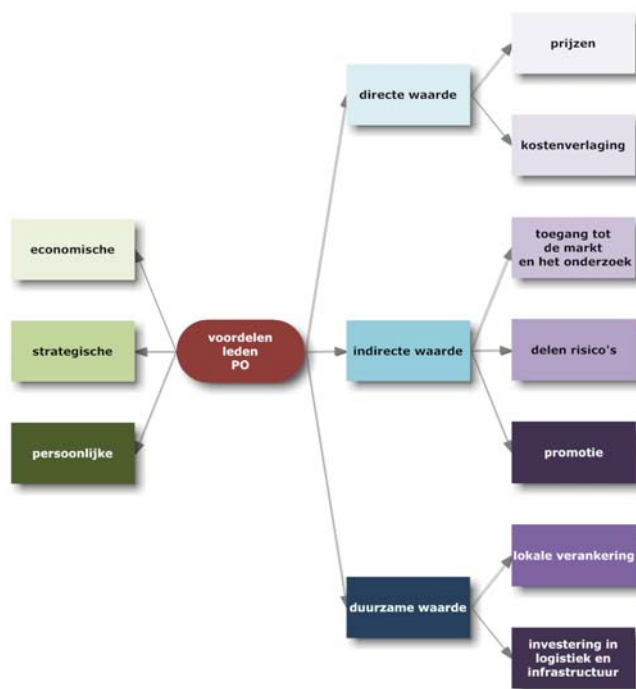 economische
strategische
persoonlijke
voordelen
leden
PO
directe waarde
indirecte waarde
duurzame waarde
prijzen
kostenverlaging
toegang tot
de markt
en het onderzoek
delen risico's
promotie
lokale verankering
investering in
logistiek en
infrastructuur